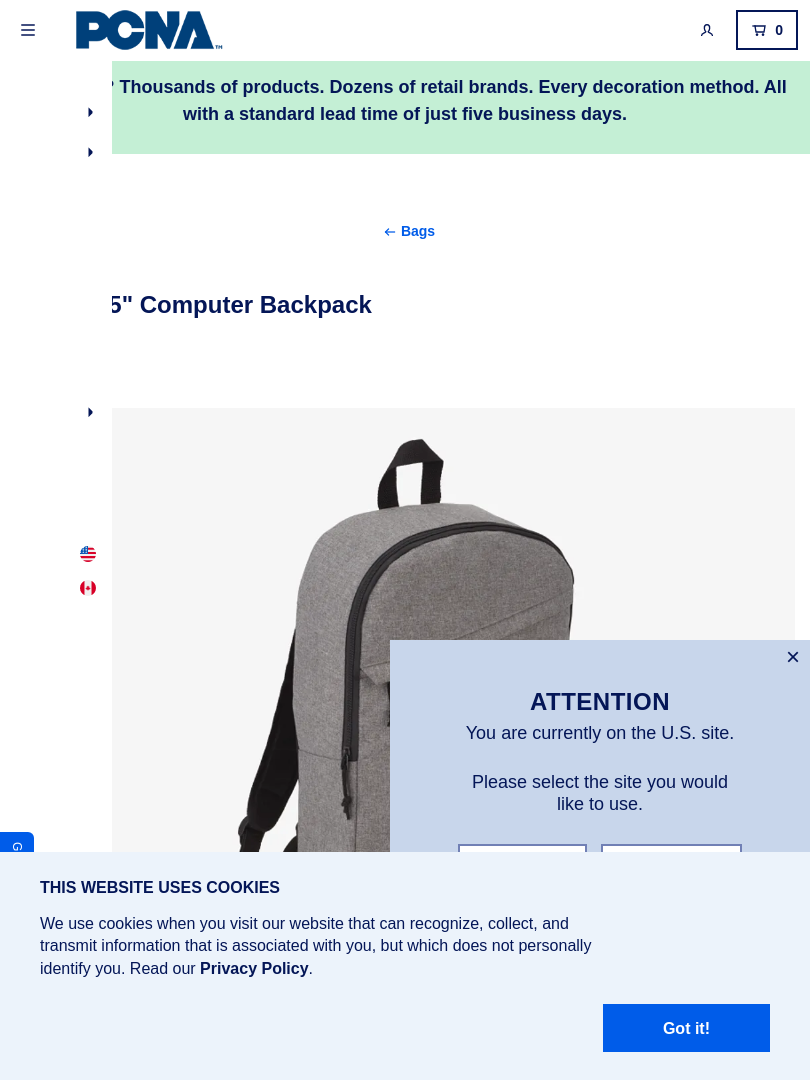 PCNA™
0
? Thousands of products. Dozens of retail brands. Every decoration method. All
with a standard lead time of just five business days.
← Bags
5" Computer Backpack
ATTENTION
You are currently on the U.S. site.
Please select the site you would
like to use.
G
THIS WEBSITE USES COOKIES
We use cookies when you visit our website that can recognize, collect, and
transmit information that is associated with you, but which does not personally
identify you. Read our Privacy Policy.
Got it!